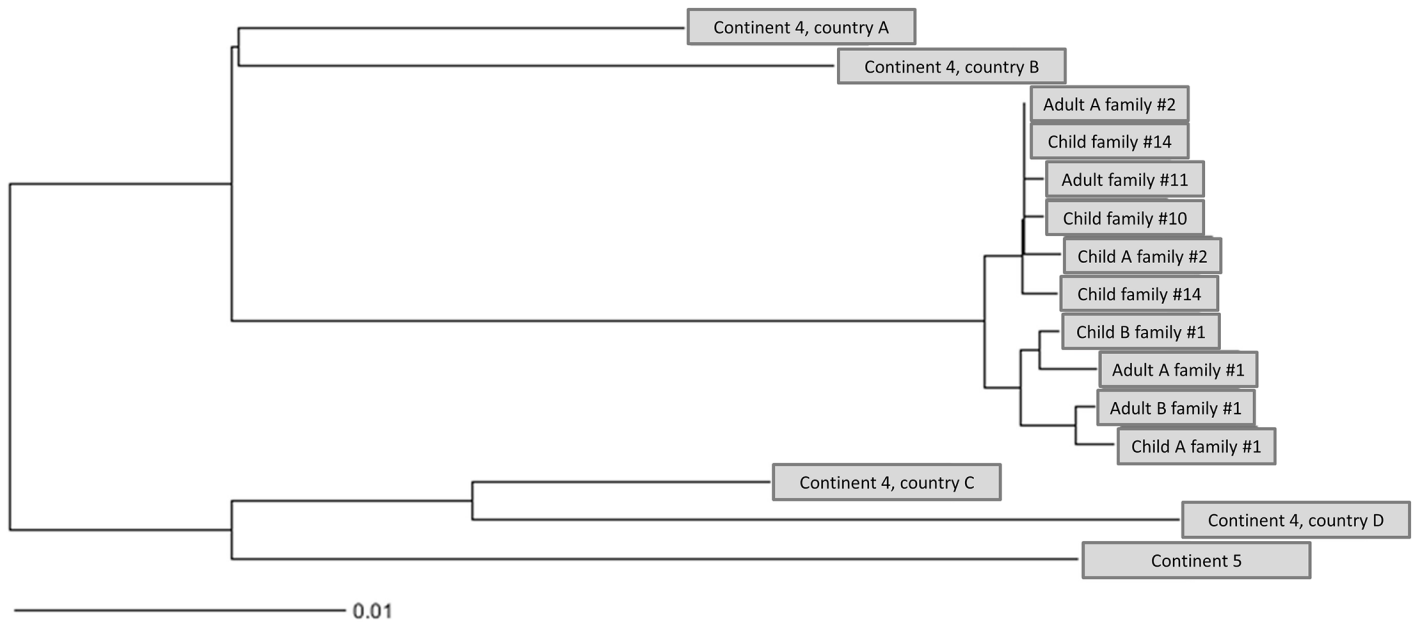 Continent 4, country A
Continent 4, country B
Adult A family #2
Child family #14
Adult family #11
Child family #10
Child A family #2
Child family #14
Child B family #1
Adult A family #1
Adult B family #1
Child A family #1
Continent 4, country C
Continent 4, country D
Continent 5
0.01